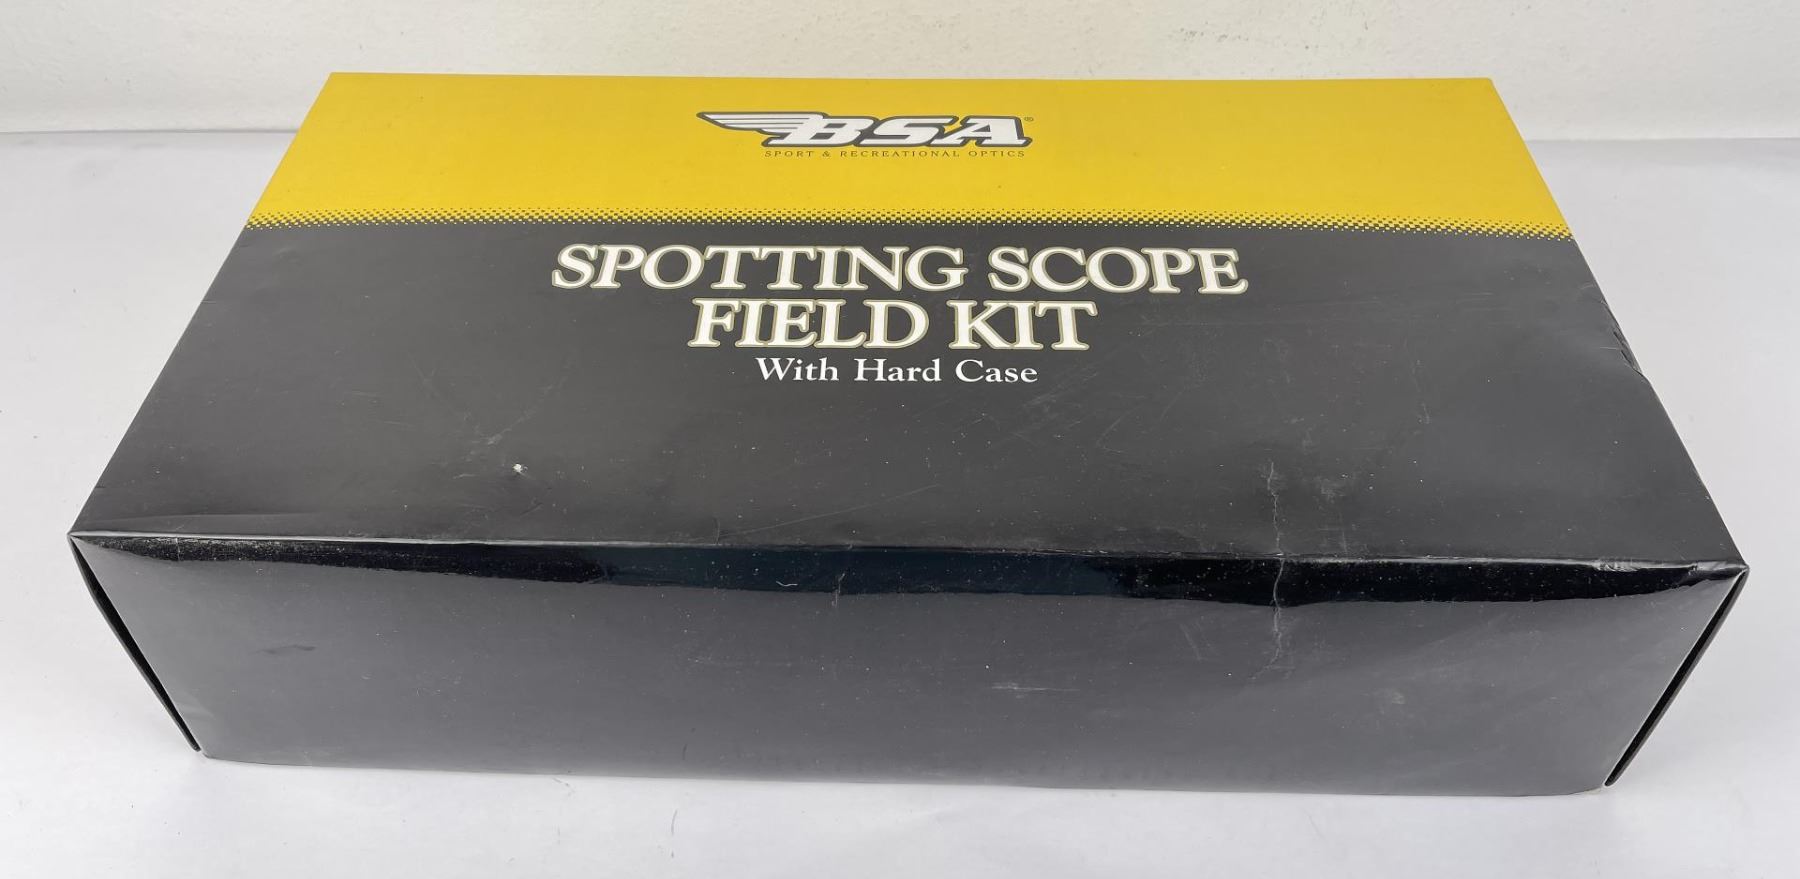 BSA®
SPORT & RECREATIONAL OPTICS
SPOTTING SCOPE
FIELD KIT
With Hard Case